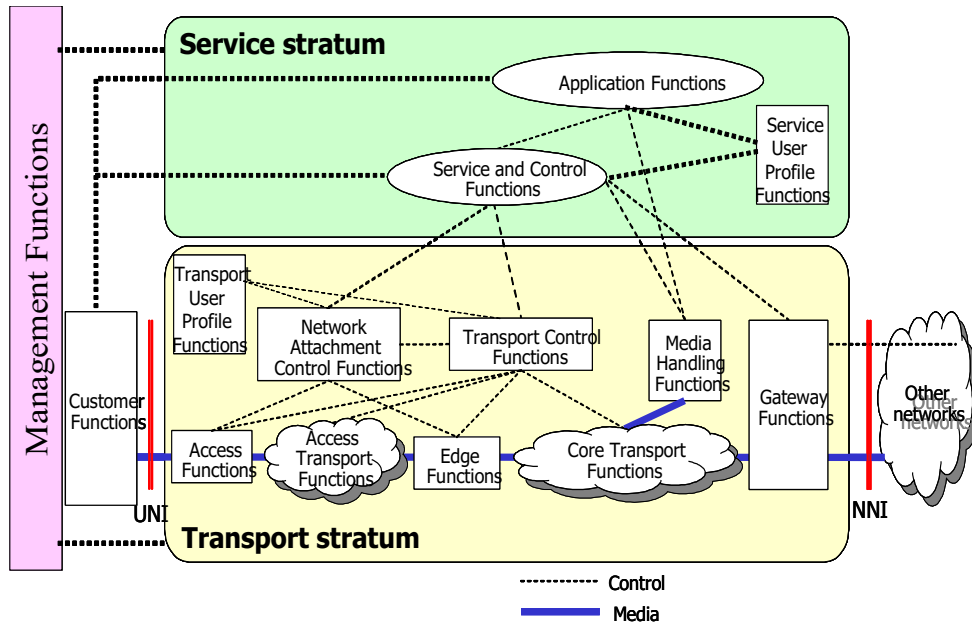 Management Functions
Service stratum
Application Functions
Service
User
Profile
Functions
Service and Control
Functions
Transport
User
Profile
Functions
Network
Attachment
Control Functions
Transport Control
Functions
Media
Handling
Functions
Customer
Functions
Gateway
Functions
Other
networks
Other
networks
Access
Functions
Access
Transport
Functions
Edge
Functions
Core Transport
Functions
UNI
NNI
Transport stratum
Control
Media